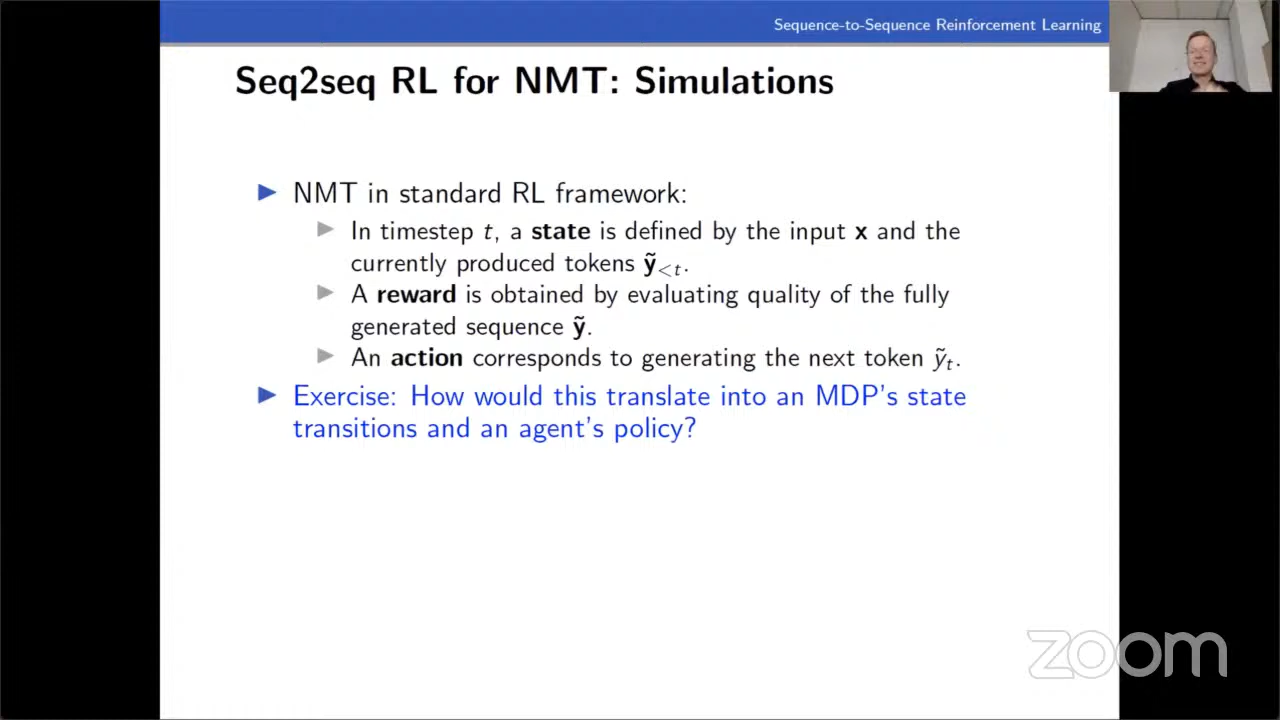 Sequence-to-Sequence Reinforcement Learning
Seq2seq RL for NMT: Simulations
NMT in standard RL framework:
In timestep t, a state is defined by the input x and the
currently produced tokens ỹ<t.
A reward is obtained by evaluating quality of the fully
generated sequence ỹ.
An action corresponds to generating the next token ỹt.
Exercise: How would this translate into an MDP's state
transitions and an agent's policy?
zoom